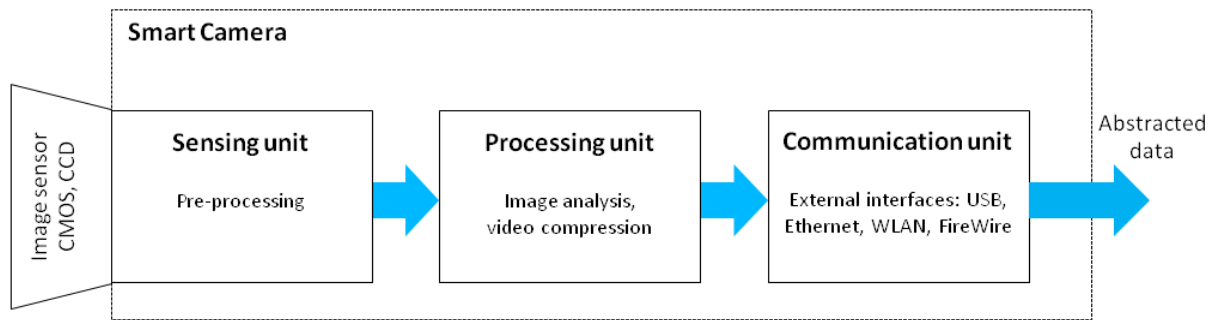 Smart Camera
Image sensor
CMOS, CCD
Sensing unit
Pre-processing
Processing unit
Image analysis,
video compression
Communication unit
External interfaces: USB,
Ethernet, WLAN, FireWire
Abstracted
data